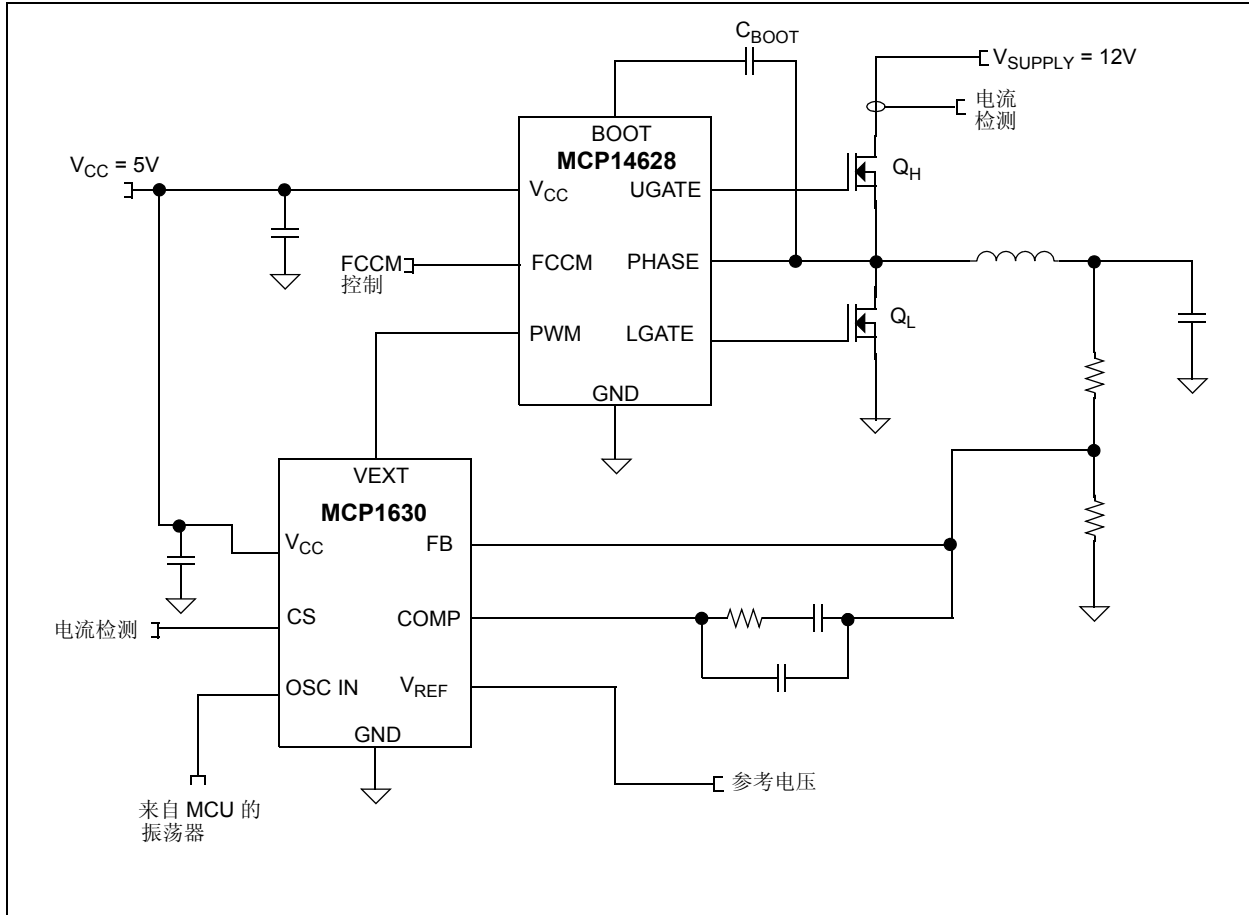 C_BOOT
V_SUPPLY = 12V
电流
检测
BOOT
MCP14628
V_CC = 5V
V_CC
UGATE
Q_H
FCCM
控制
FCCM
PHASE
PWM
LGATE
Q_L
GND
VEXT
MCP1630
V_CC
FB
电流检测
CS
COMP
OSC IN
V_REF
GND
参考电压
来自 MCU 的
振荡器